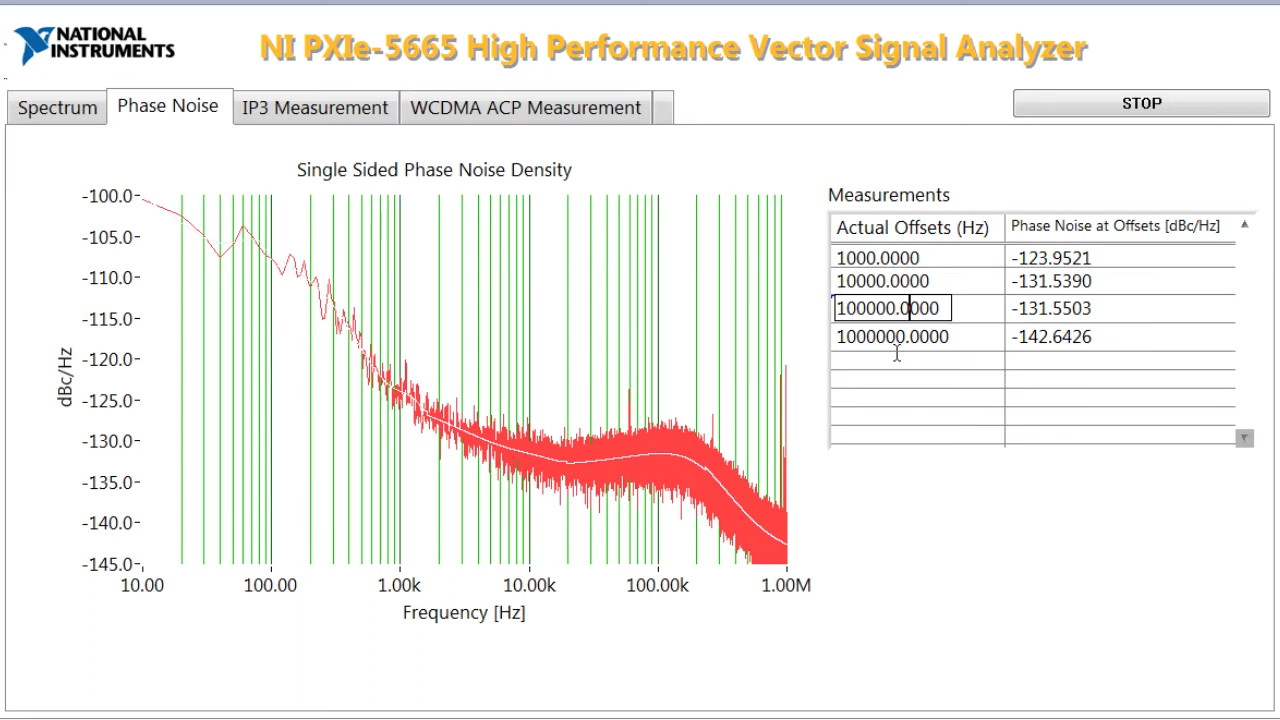 NATIONAL INSTRUMENTS
NI PXIe-5665 High Performance Vector Signal Analyzer
Spectrum
Phase Noise
IP3 Measurement
WCDMA ACP Measurement
STOP
Single Sided Phase Noise Density
-100.0
-105.0
-110.0
-115.0
-120.0
-125.0
-130.0
-135.0
-140.0
-145.0
dBc/Hz
10.00 100.00 1.00k 10.00k 100.00k 1.00M
Frequency [Hz]
Measurements
Actual Offsets (Hz) Phase Noise at Offsets [dBc/Hz]
1000.0000 -123.9521
10000.0000 -131.5390
100000.0000 -131.5503
1000000.0000 -142.6426